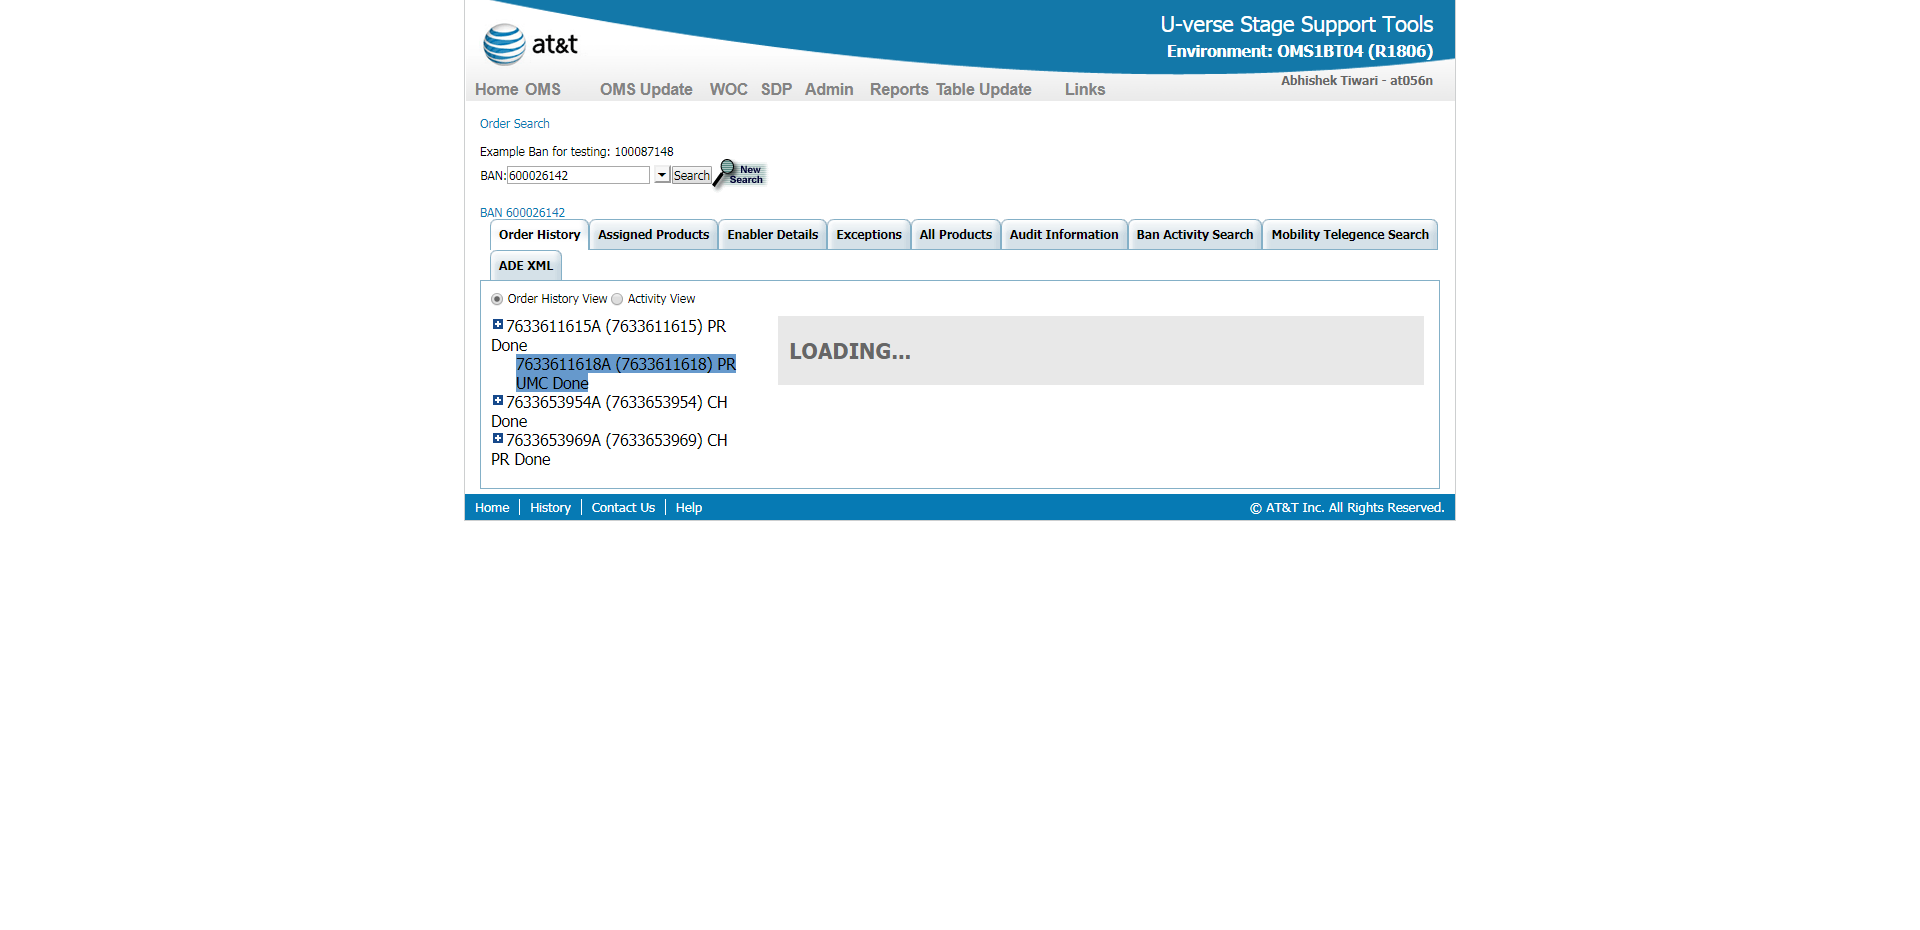 at&t
U-verse Stage Support Tools
Environment: OMS1BT04 (R1806)
Abhishek Tiwari - at056n
Home OMS OMS Update WOC SDP Admin Reports Table Update Links
Order Search
Example Ban for testing: 100087148
BAN: 600026142 Search New Search
BAN 600026142
Order History Assigned Products Enabler Details Exceptions All Products Audit Information Ban Activity Search Mobility Telegence Search
ADE XML
Order History View Activity View
7633611615A (7633611615) PR
Done
7633611618A (7633611618) PR
UMC Done
7633653954A (7633653954) CH
Done
7633653969A (7633653969) CH
PR Done
LOADING...
Home History Contact Us Help
© AT&T Inc. All Rights Reserved.